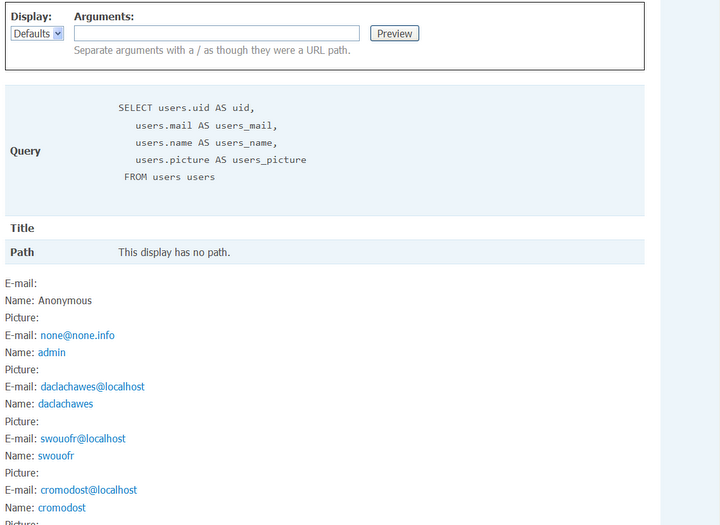 Display: Arguments:
Defaults Preview
Separate arguments with a / as though they were a URL path.
Query
SELECT users.uid AS uid,
users.mail AS users_mail,
users.name AS users_name,
users.picture AS users_picture
FROM users users
Title
Path This display has no path.
E-mail:
Name: Anonymous
Picture:
E-mail: none@none.info
Name: admin
Picture:
E-mail: daclachawes@localhost
Name: daclachawes
Picture:
E-mail: swouofr@localhost
Name: swouofr
Picture:
E-mail: cromodost@localhost
Name: cromodost
Picture: